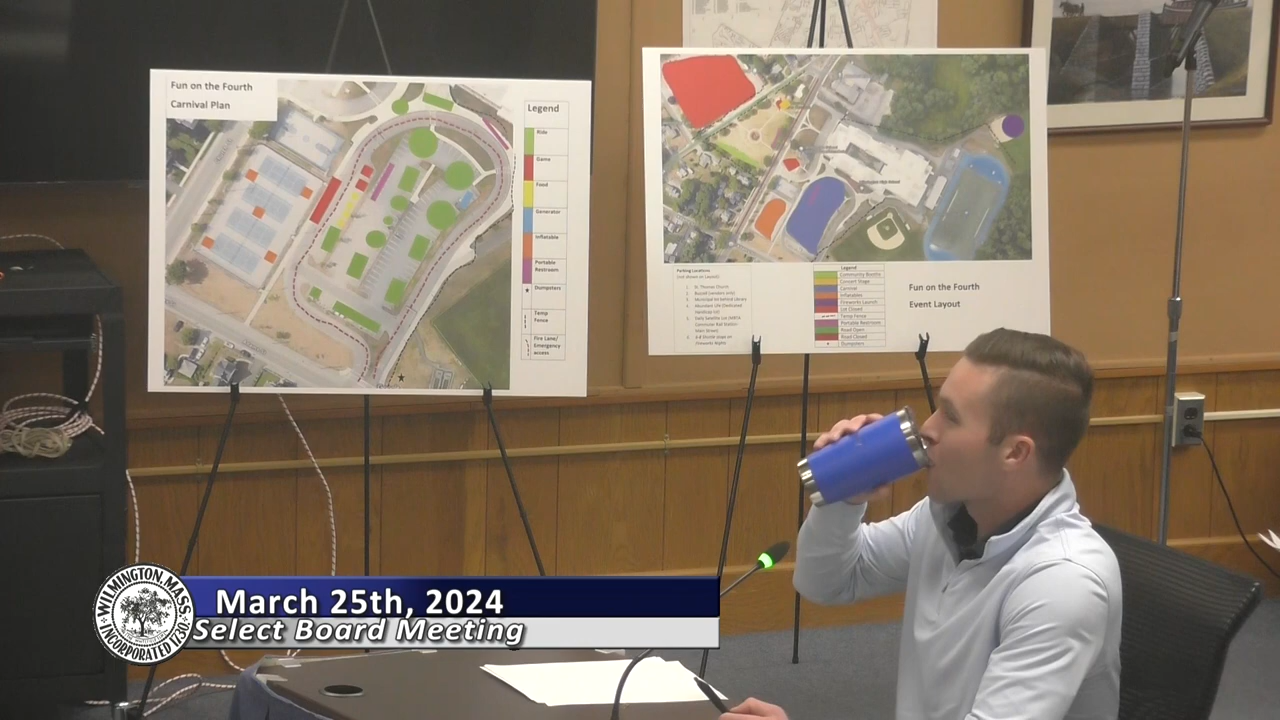 Fun on the Fourth
Carnival Plan
Legend
Ride
Game
Food
Generator
Inflatable
Portable
Restroom
Dumpsters
Temp
Fence
Fire Lane/
Emergency
access
Parking Locations
Legend
Community Booths
Concert Stage
Carnival
Inflatables
Fireworks Launch
Lot Closed
Temp Fence
Portable Restroom
Road Open
Road Closed
Dumpsters
Fun on the Fourth
Event Layout
WILMINGTON, MASS.
INCORPORATED 1730
March 25th, 2024
Select Board Meeting